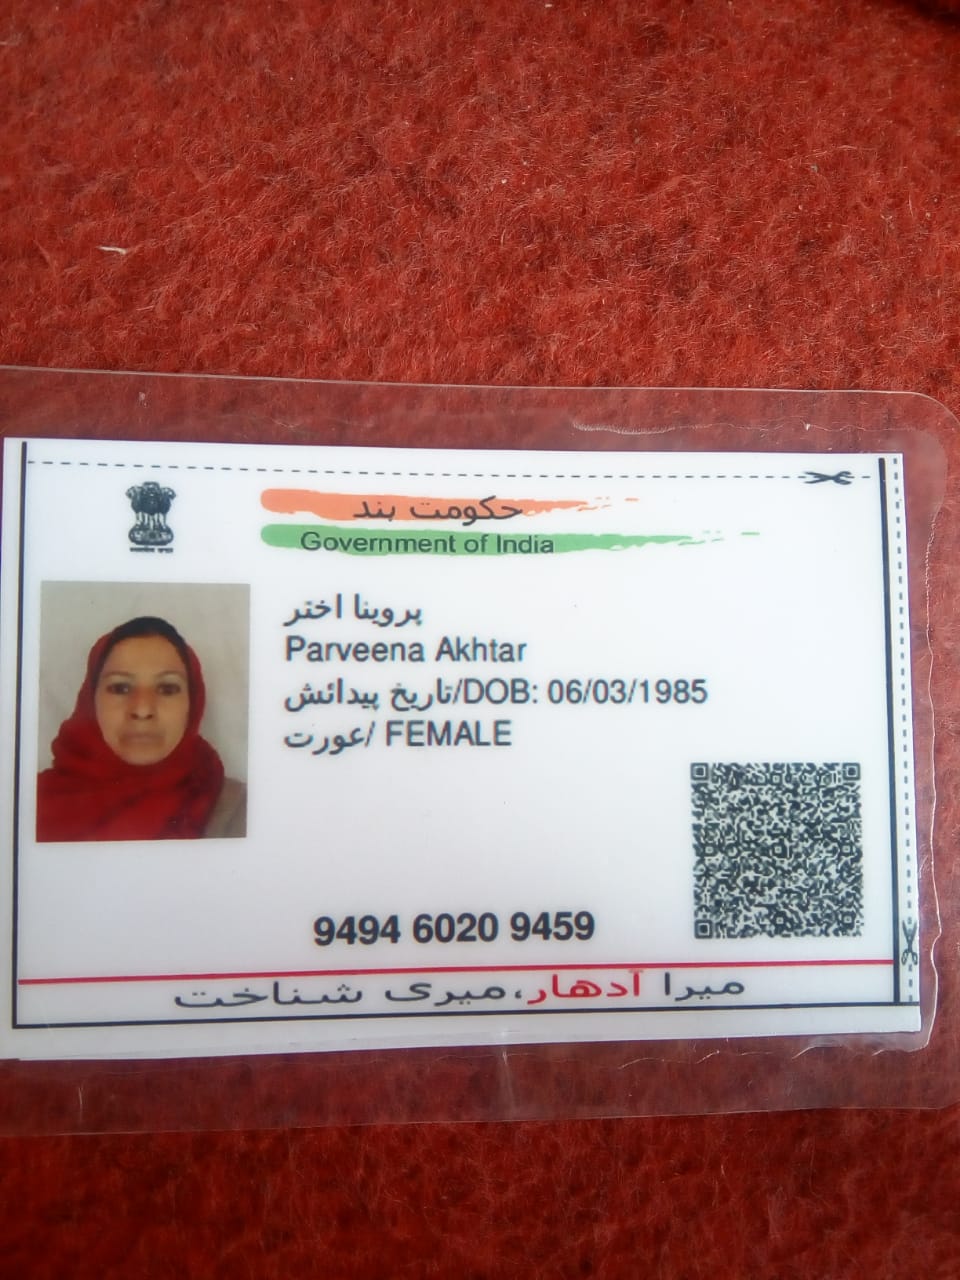 حکومت ہند
Government of India
پروینا اختر
Parveena Akhtar
تاریخ پیدائش/DOB: 06/03/1985
عورت/ FEMALE
9494 6020 9459
میرا آدھار،میری شناخت